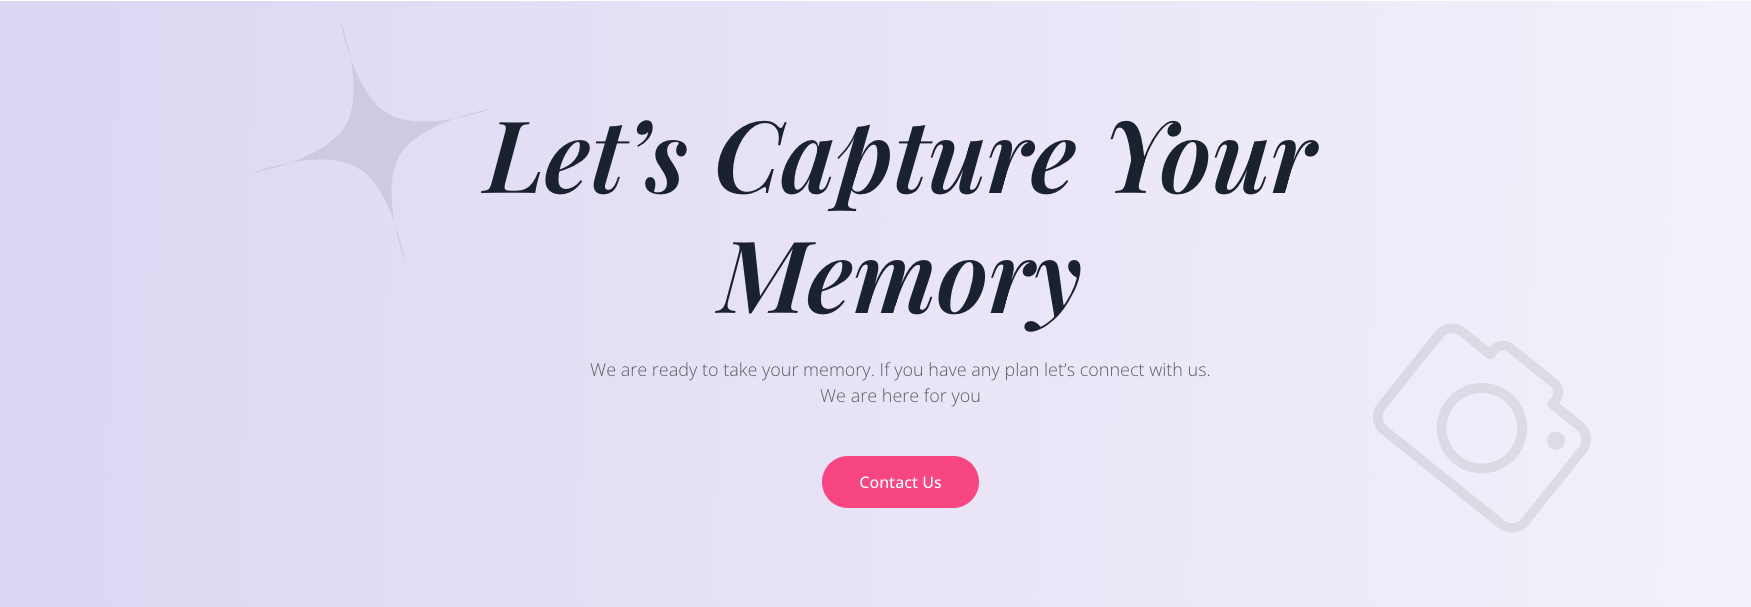 Let’s Capture Your
Memory
We are ready to take your memory. If you have any plan let’s connect with us.
We are here for you
Contact Us